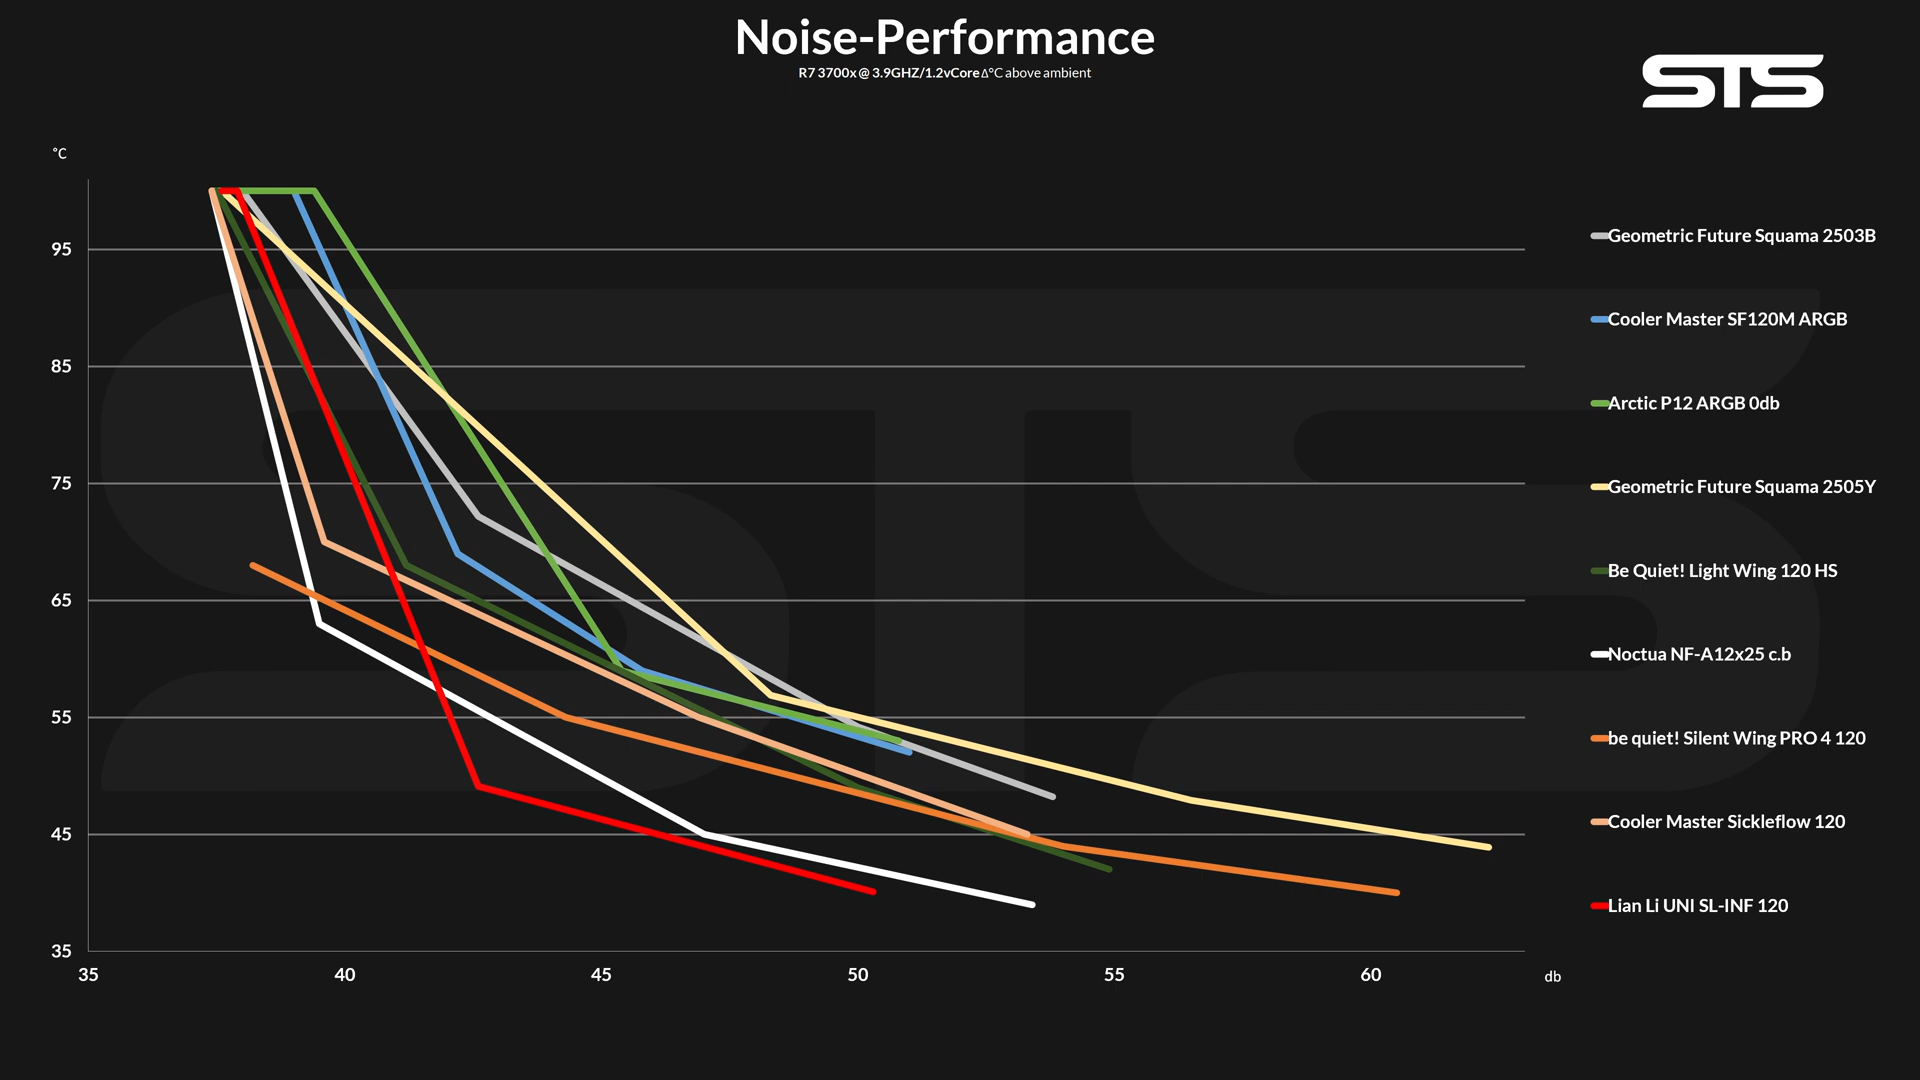 Noise-Performance
R7 3700x @ 3.9GHZ/1.2vCore Δ°C above ambient
STS
°C
95
85
75
65
55
45
35
35 40 45 50 55 60 db
Geometric Future Squama 2503B
Cooler Master SF120M ARGB
Arctic P12 ARGB 0db
Geometric Future Squama 2505Y
Be Quiet! Light Wing 120 HS
Noctua NF-A12x25 c.b
be quiet! Silent Wing PRO 4 120
Cooler Master Sickleflow 120
Lian Li UNI SL-INF 120
STS